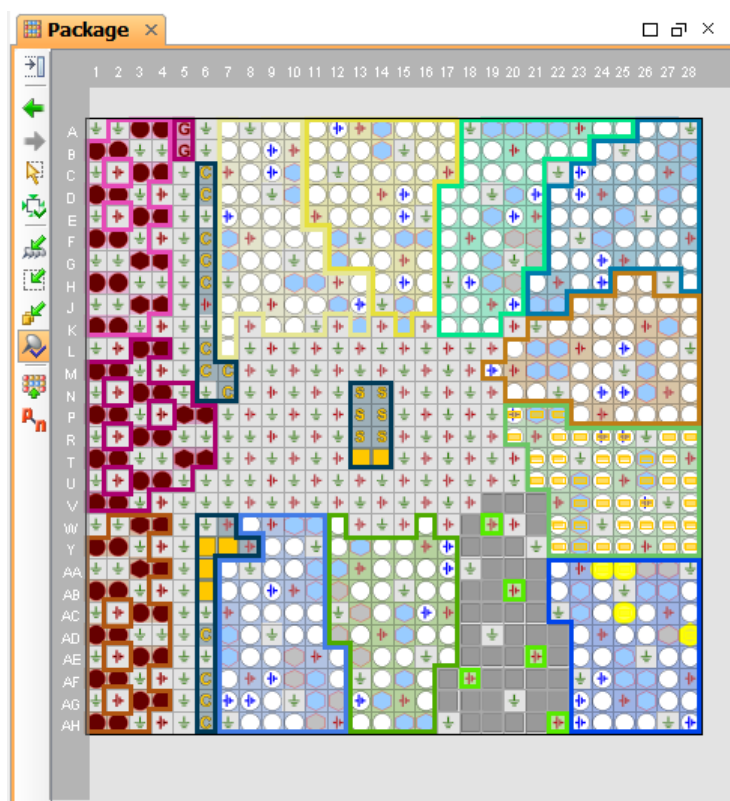 Package
1 2 3 4 5 6 7 8 9 10 11 12 13 14 15 16 17 18 19 20 21 22 23 24 25 26 27 28
A G
B G
C C
D C
E C
F C
G C
H C
J
K
L C
M C C
N C S S
P S S
R S S
T
U
V
W
Y
AA
AB
AC
AD C
AE
AF C
AG C
AH C